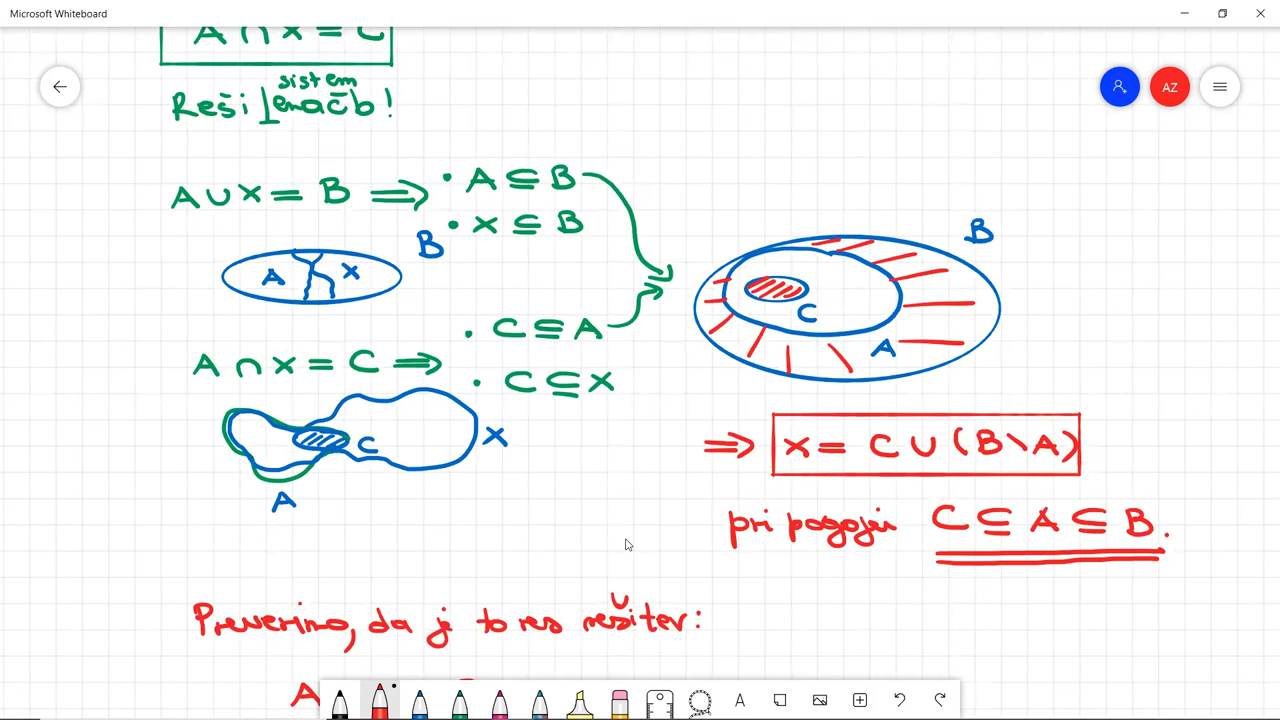 Microsoft Whiteboard
A ∩ X = C
AZ
sistem
Reši enačb!
A ∪ X = B ⟹ • A ⊆ B
• X ⊆ B
B
A X
B
C
A
• C ⊆ A
A ∩ X = C ⟹
• C ⊆ X
C
X
A
⟹ X = C ∪ (B \ A)
pri pogoju C ⊆ A ⊆ B.
Preverimo, da je to res rešitev:
A
A